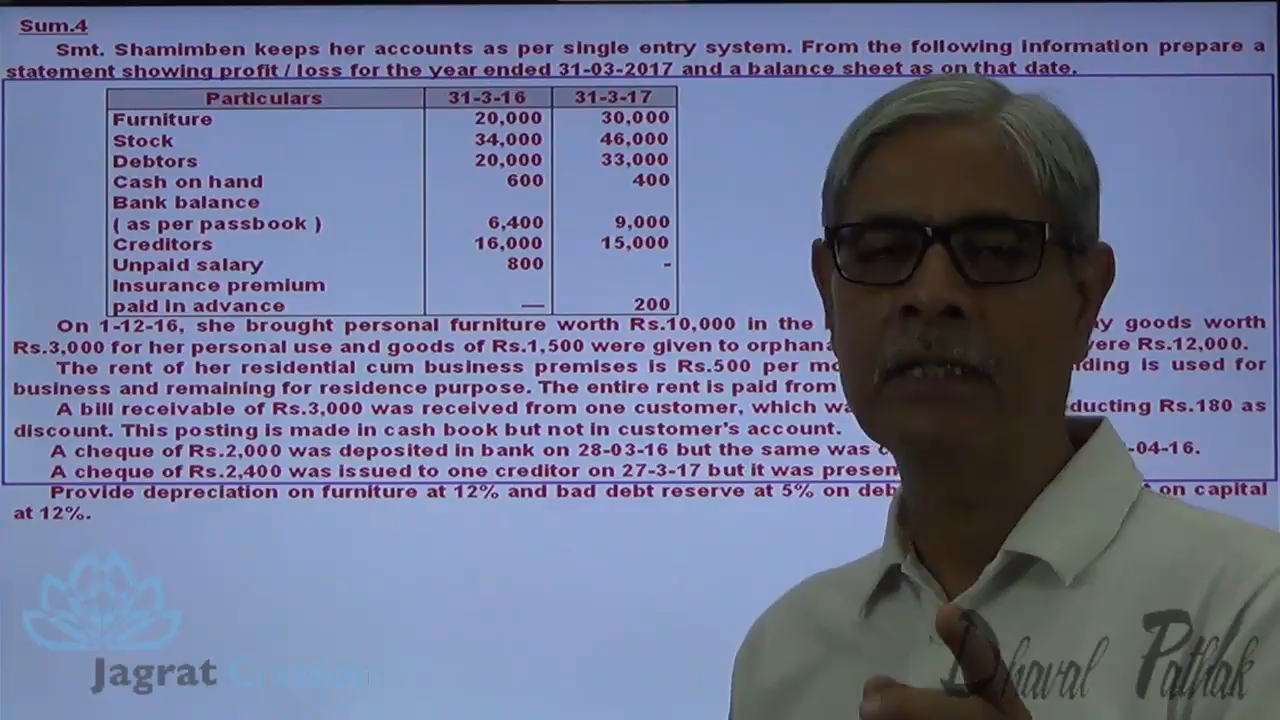 Sum.4
Smt. Shamimben keeps her accounts as per single entry system. From the following information prepare a
statement showing profit / loss for the year ended 31-03-2017 and a balance sheet as on that date.
Particulars 31-3-16 31-3-17
Furniture 20,000 30,000
Stock 34,000 46,000
Debtors 20,000 33,000
Cash on hand 600 400
Bank balance
( as per passbook ) 6,400 9,000
Creditors 16,000 15,000
Unpaid salary 800 -
Insurance premium
paid in advance — 200
On 1-12-16, she brought personal furniture worth Rs.10,000 in the y goods worth
Rs.3,000 for her personal use and goods of Rs.1,500 were given to orphan ere Rs.12,000.
The rent of her residential cum business premises is Rs.500 per mo ding is used for
business and remaining for residence purpose. The entire rent is paid from
A bill receivable of Rs.3,000 was received from one customer, which wa ducting Rs.180 as
discount. This posting is made in cash book but not in customer's account.
A cheque of Rs.2,000 was deposited in bank on 28-03-16 but the same was -04-16.
A cheque of Rs.2,400 was issued to one creditor on 27-3-17 but it was presen
Provide depreciation on furniture at 12% and bad debt reserve at 5% on deb on capital
at 12%.
Jagrat Creation
Dhaval Pathak